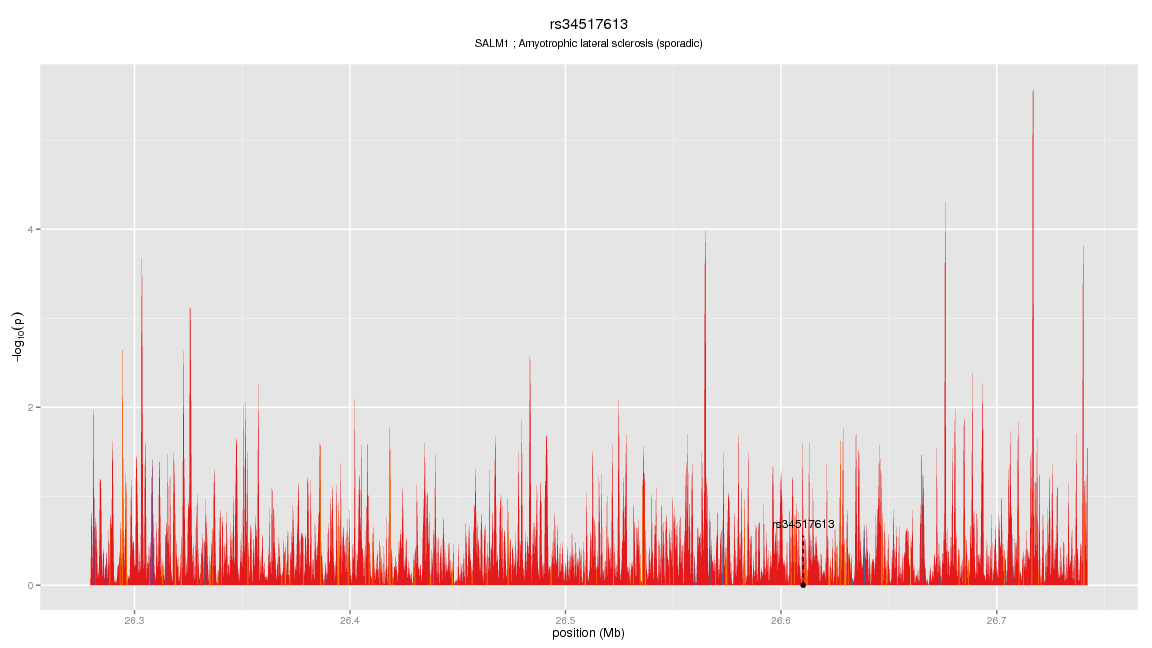 rs34517613
SALM1 ; Amyotrophic lateral sclerosis (sporadic)
−log10(p)
4
2
0
rs34517613
26.3 26.4 26.5 26.6 26.7
position (Mb)